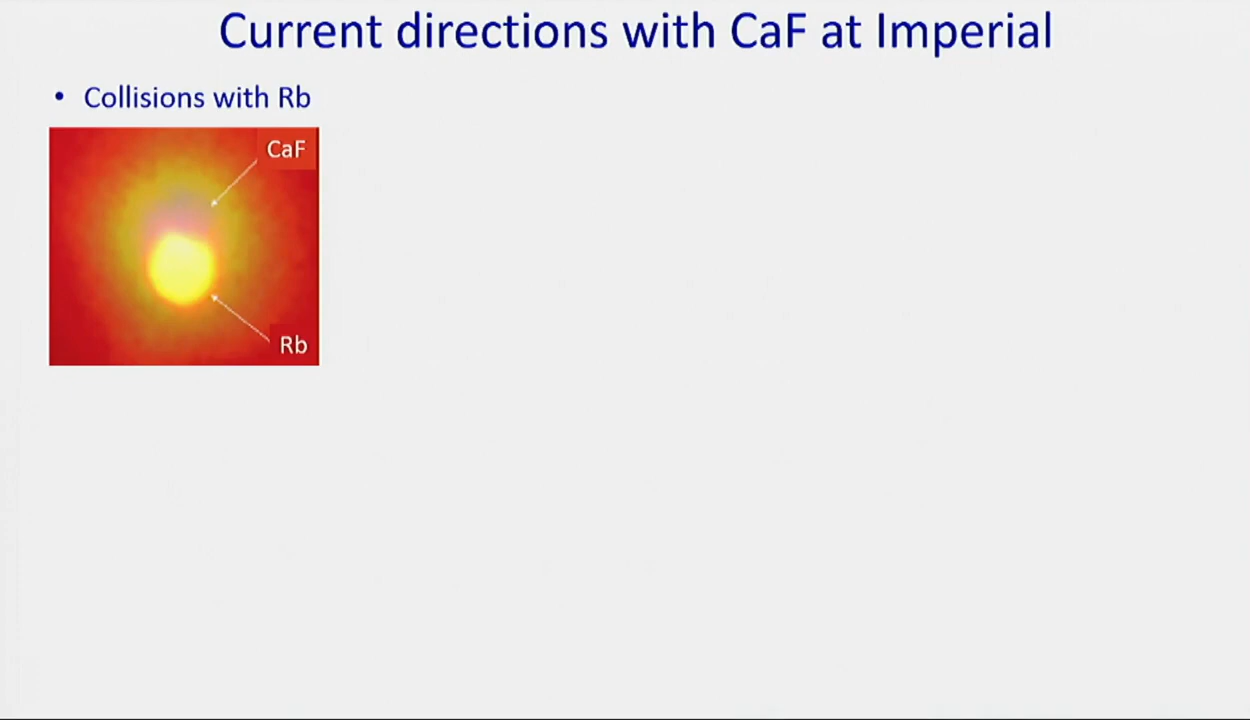 Current directions with CaF at Imperial
• Collisions with Rb
CaF
Rb